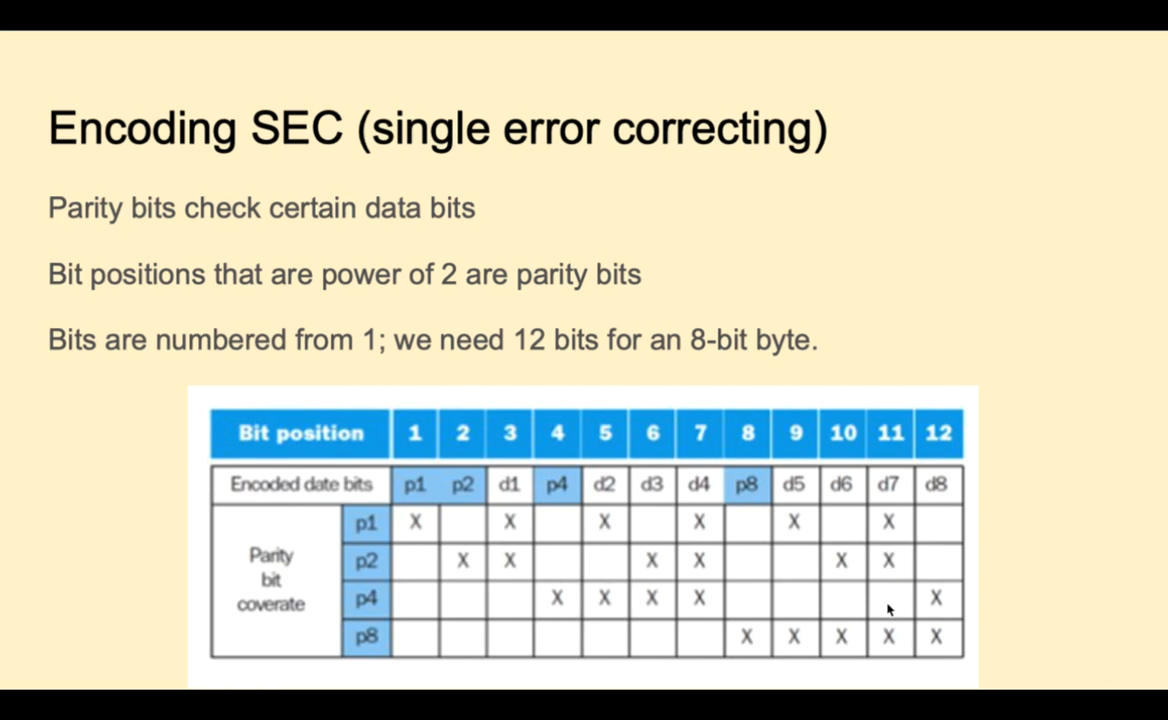 Encoding SEC (single error correcting)
Parity bits check certain data bits
Bit positions that are power of 2 are parity bits
Bits are numbered from 1; we need 12 bits for an 8-bit byte.
Bit position 1 2 3 4 5 6 7 8 9 10 11 12
Encoded date bits p1 p2 d1 p4 d2 d3 d4 p8 d5 d6 d7 d8
Parity bit coverate
p1 X X X X X X
p2 X X X X X X
p4 X X X X X
p8 X X X X X